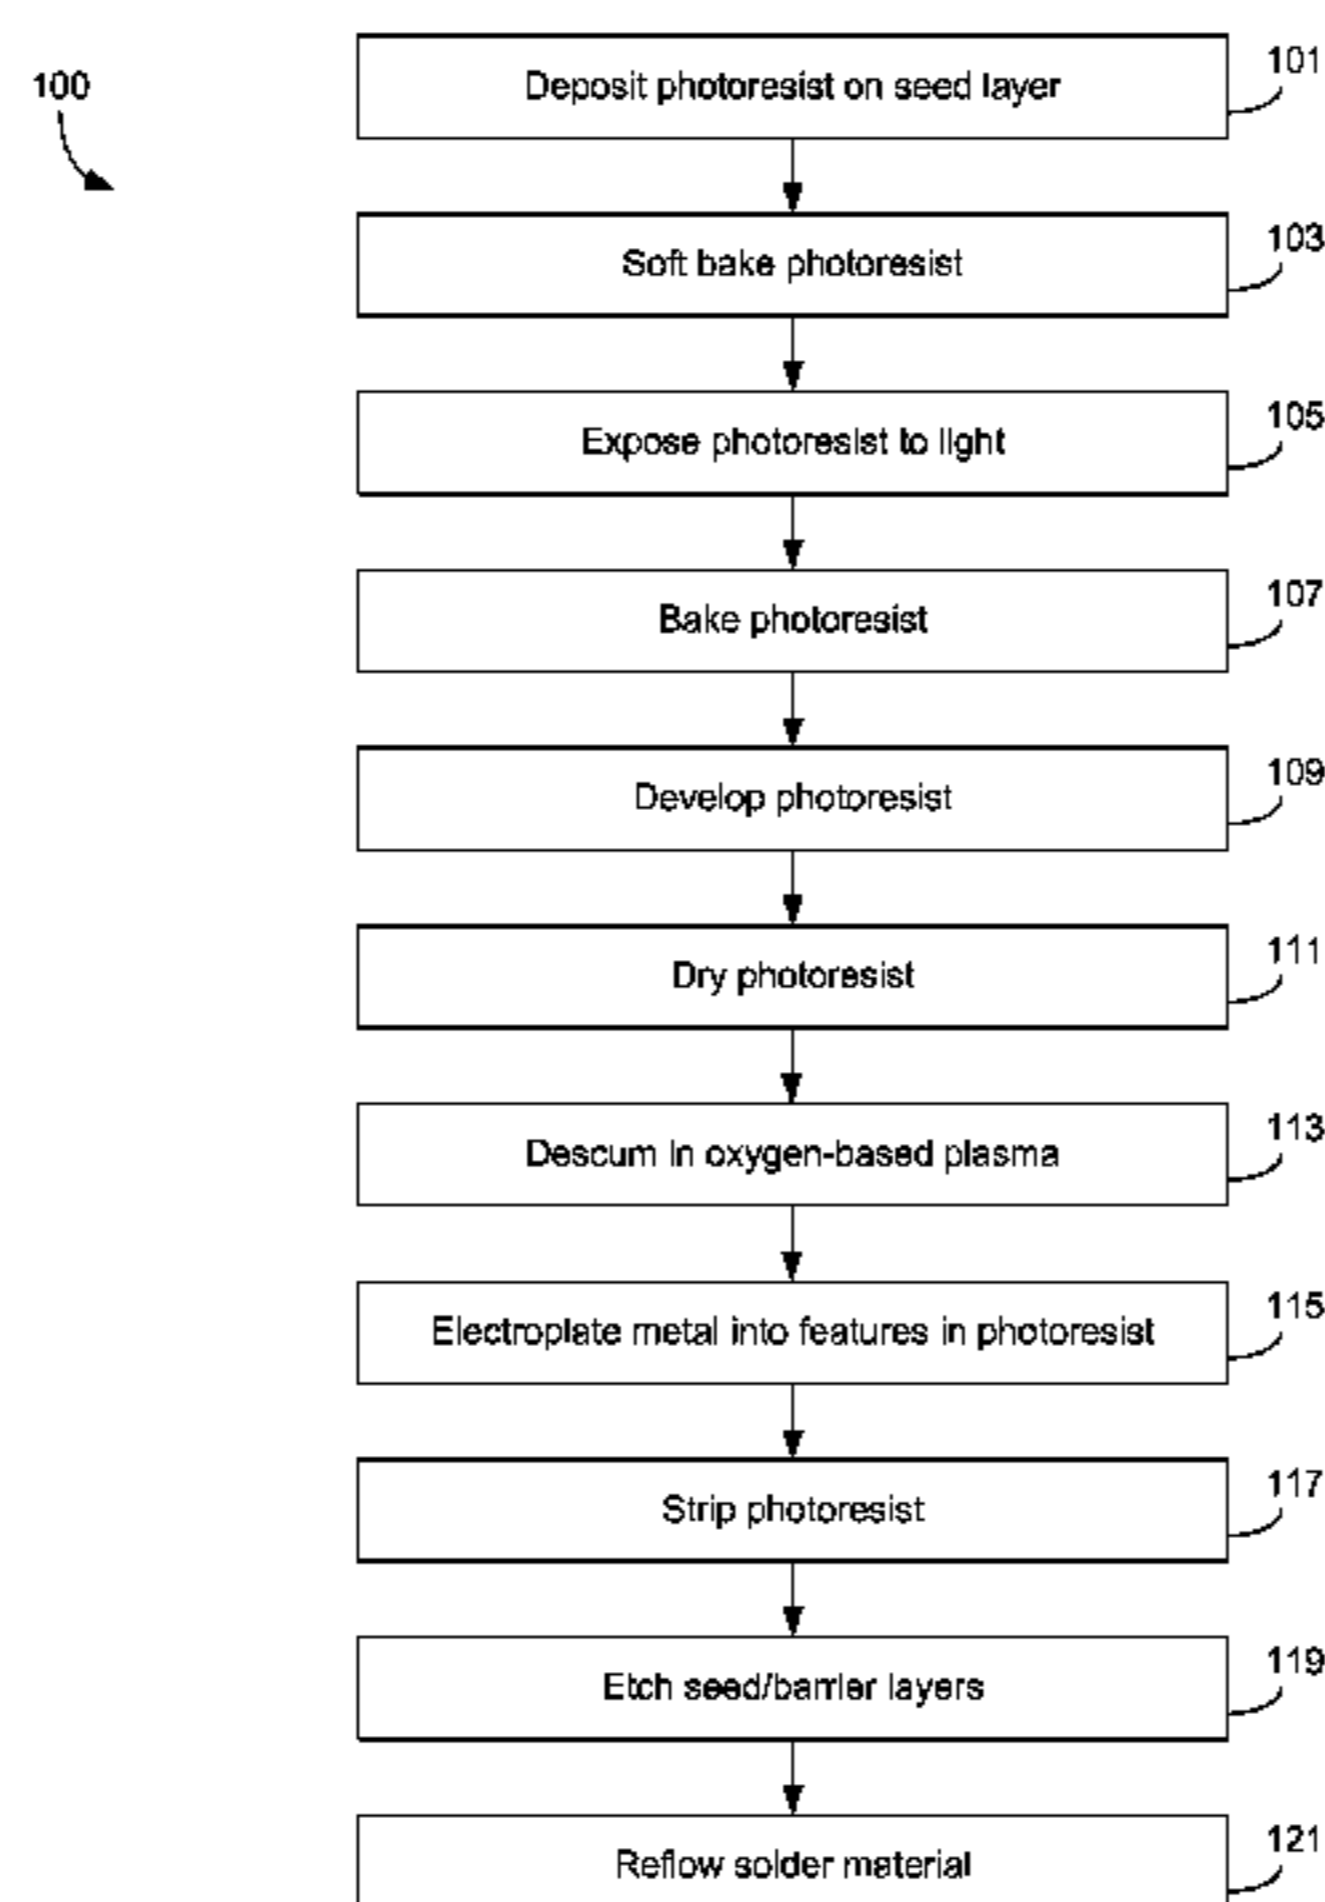 100
Deposit photoresist on seed layer
101
Soft bake photoresist
103
Expose photoresist to light
105
Bake photoresist
107
Develop photoresist
109
Dry photoresist
111
Descum in oxygen-based plasma
113
Electroplate metal into features in photoresist
115
Strip photoresist
117
Etch seed/barrier layers
119
Reflow solder material
121